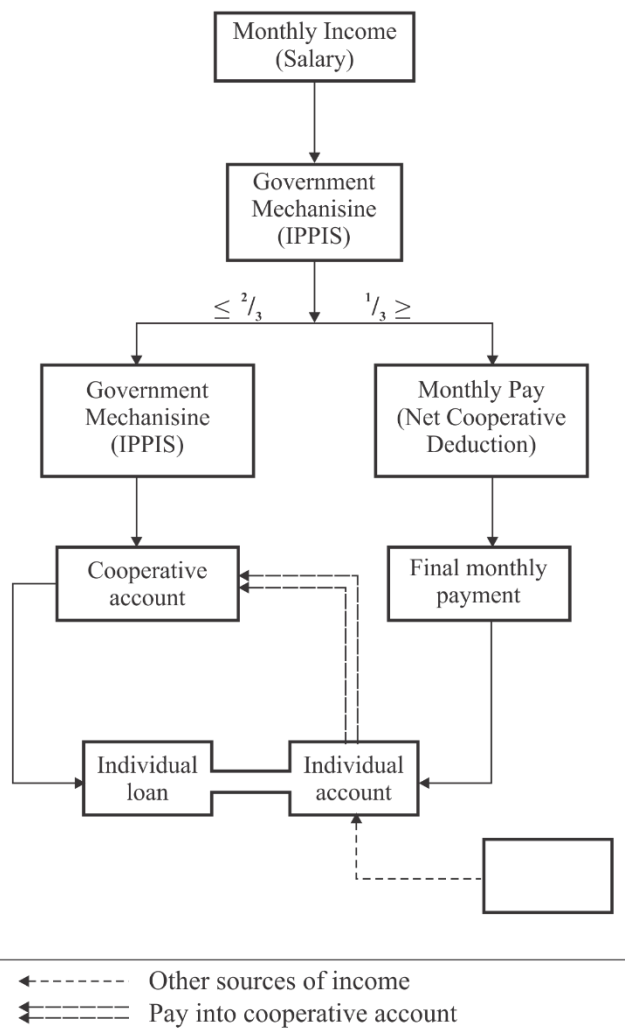 Monthly Income
(Salary)
Government
Mechanisine
(IPPIS)
≤ 2/3
1/3 ≥
Government
Mechanisine
(IPPIS)
Monthly Pay
(Net Cooperative
Deduction)
Cooperative
account
Final monthly
payment
Individual
loan
Individual
account
Other sources of income
Pay into cooperative account